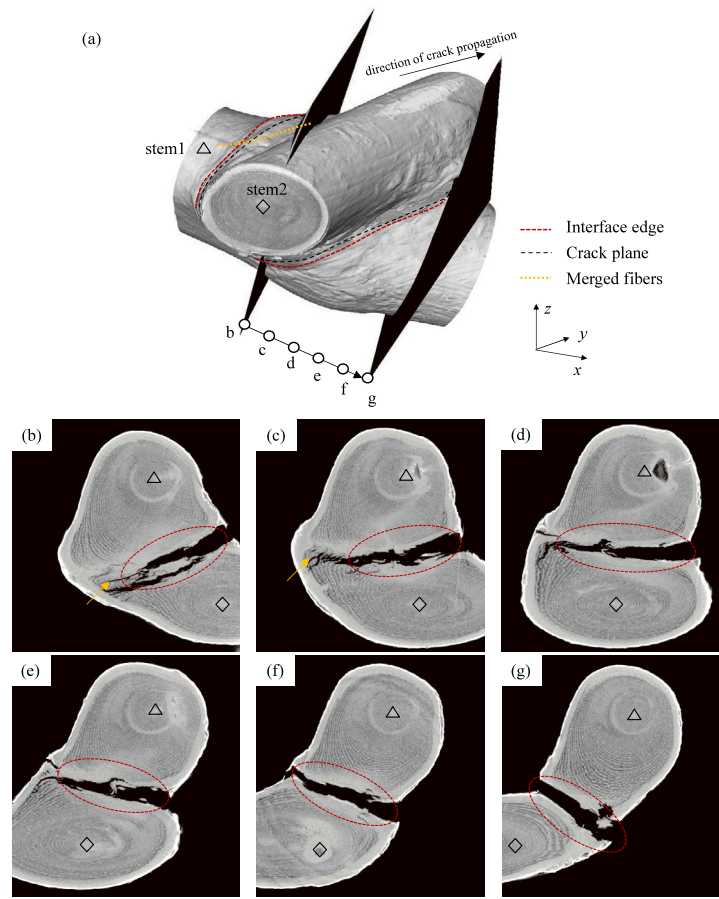 (a)
direction of crack propagation
stem1
stem2
Interface edge
Crack plane
Merged fibers
z
y
x
b
c
d
e
f
g
(b)
(c)
(d)
(e)
(f)
(g)